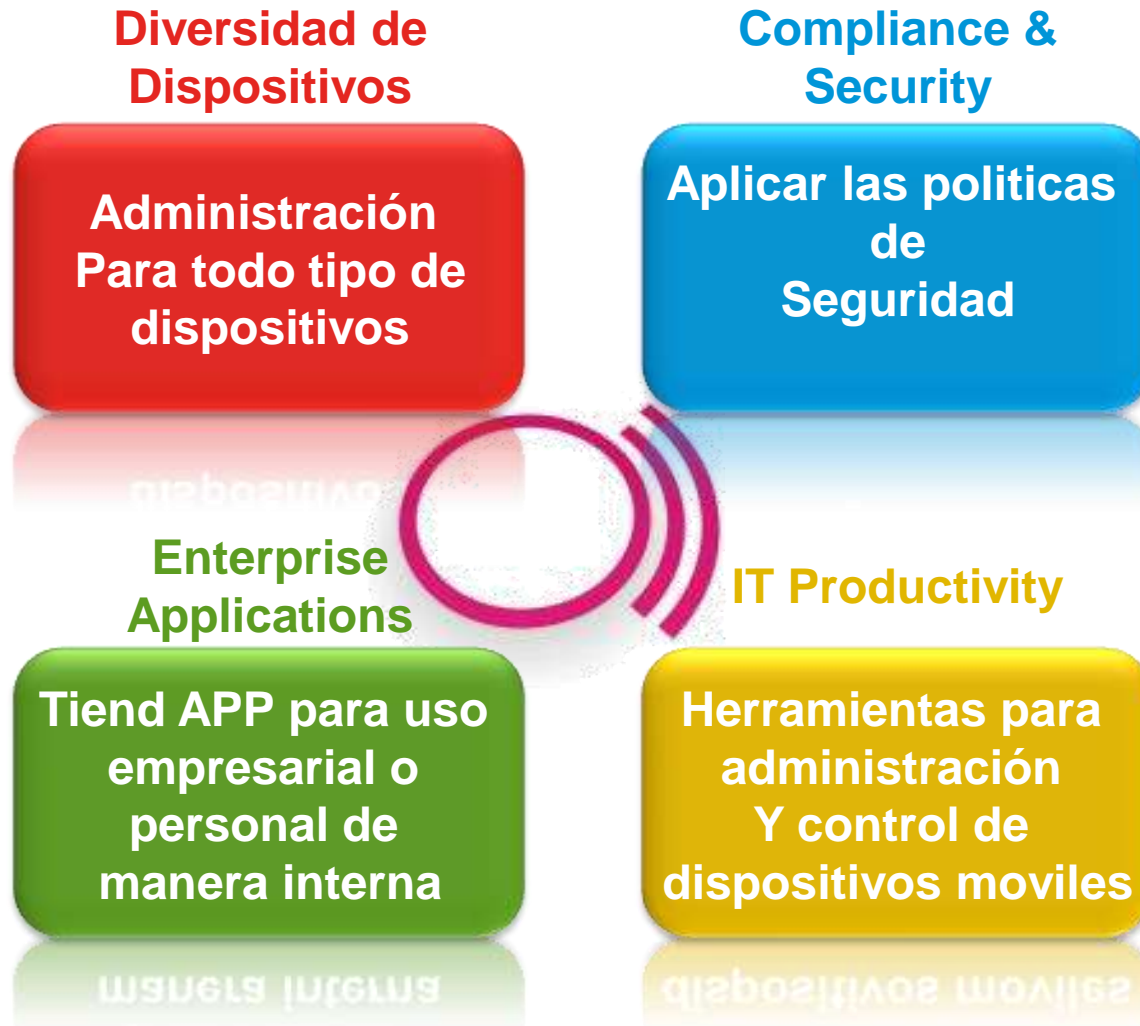 Diversidad de
Dispositivos
Administración
Para todo tipo de
dispositivos
Compliance &
Security
Aplicar las politicas
de
Seguridad
Enterprise
Applications
Tiend APP para uso
empresarial o
personal de
manera interna
IT Productivity
Herramientas para
administración
Y control de
dispositivos moviles